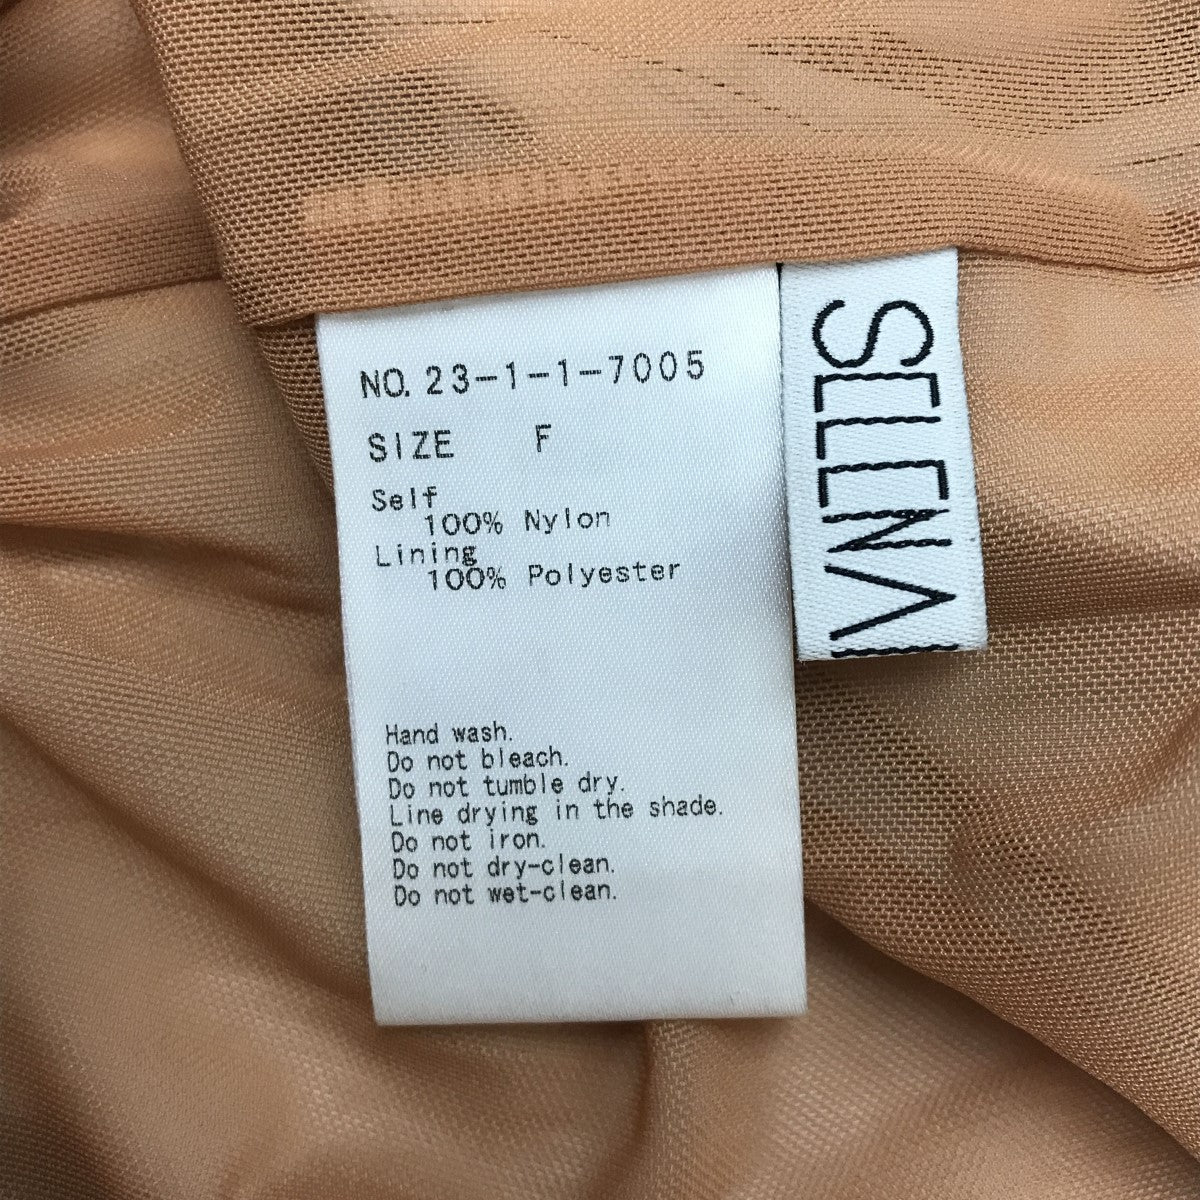 NO. 23-1-1-7005
SIZE F
Self
100% Nylon
Lining
100% Polyester
Hand wash.
Do not bleach.
Do not tumble dry.
Line drying in the shade.
Do not iron.
Do not dry-clean.
Do not wet-clean.
SELENA